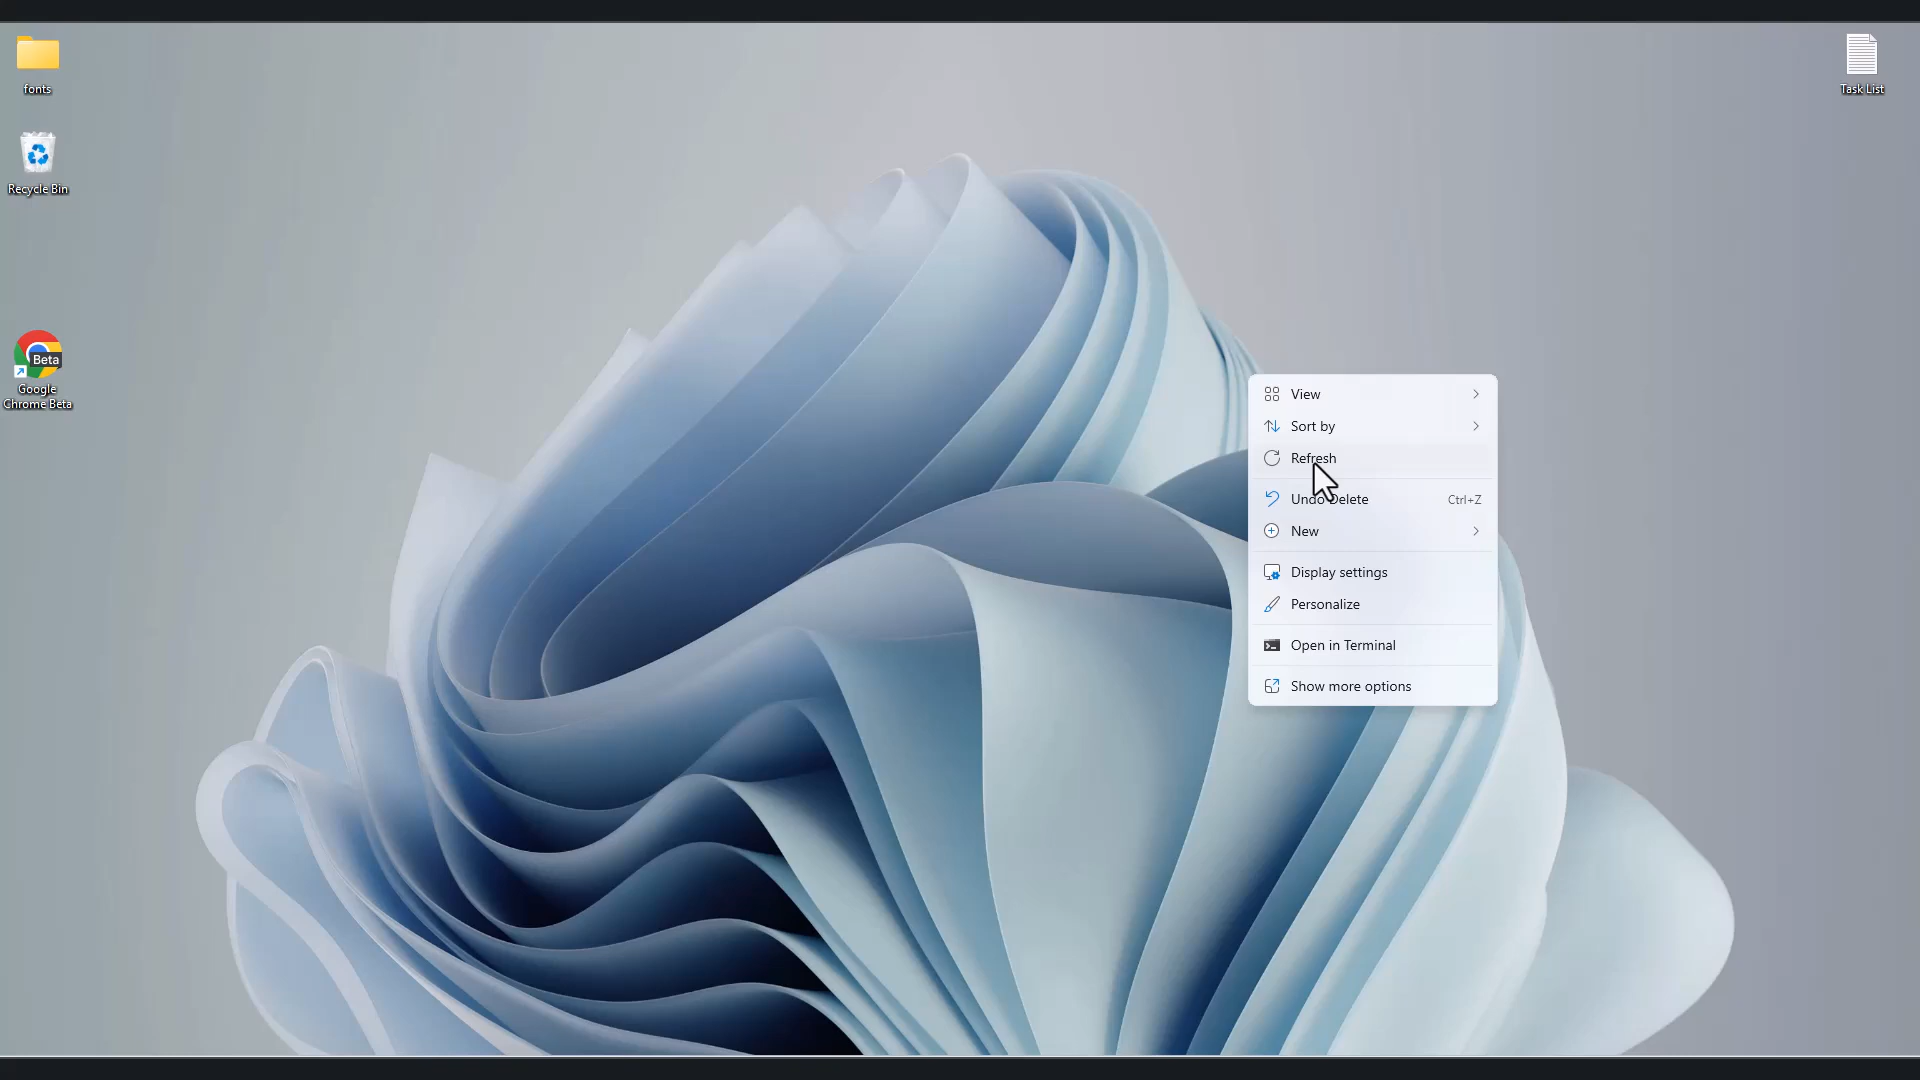 fonts
Task List
Recycle Bin
Beta
Google
Chrome Beta
View
Sort by
Refresh
Undo Delete Ctrl+Z
New
Display settings
Personalize
Open in Terminal
Show more options